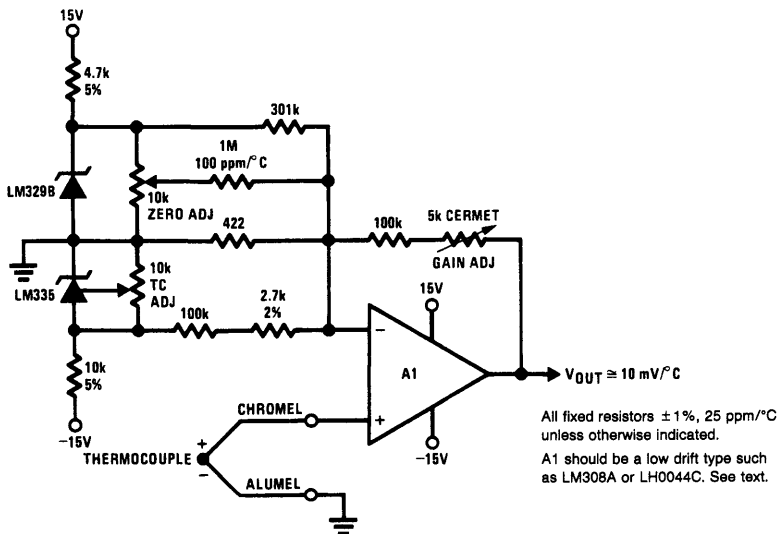 15V
4.7k
5%
301k
1M
100 ppm/°C
LM329B
10k
ZERO ADJ
422
100k
5k CERMET
GAIN ADJ
LM335
10k
TC
ADJ
100k
2.7k
2%
15V
10k
5%
−
A1
+
VOUT ≅ 10 mV/°C
−15V
CHROMEL
+
THERMOCOUPLE
−
ALUMEL
−15V
All fixed resistors ±1%, 25 ppm/°C
unless otherwise indicated.
A1 should be a low drift type such
as LM308A or LH0044C. See text.